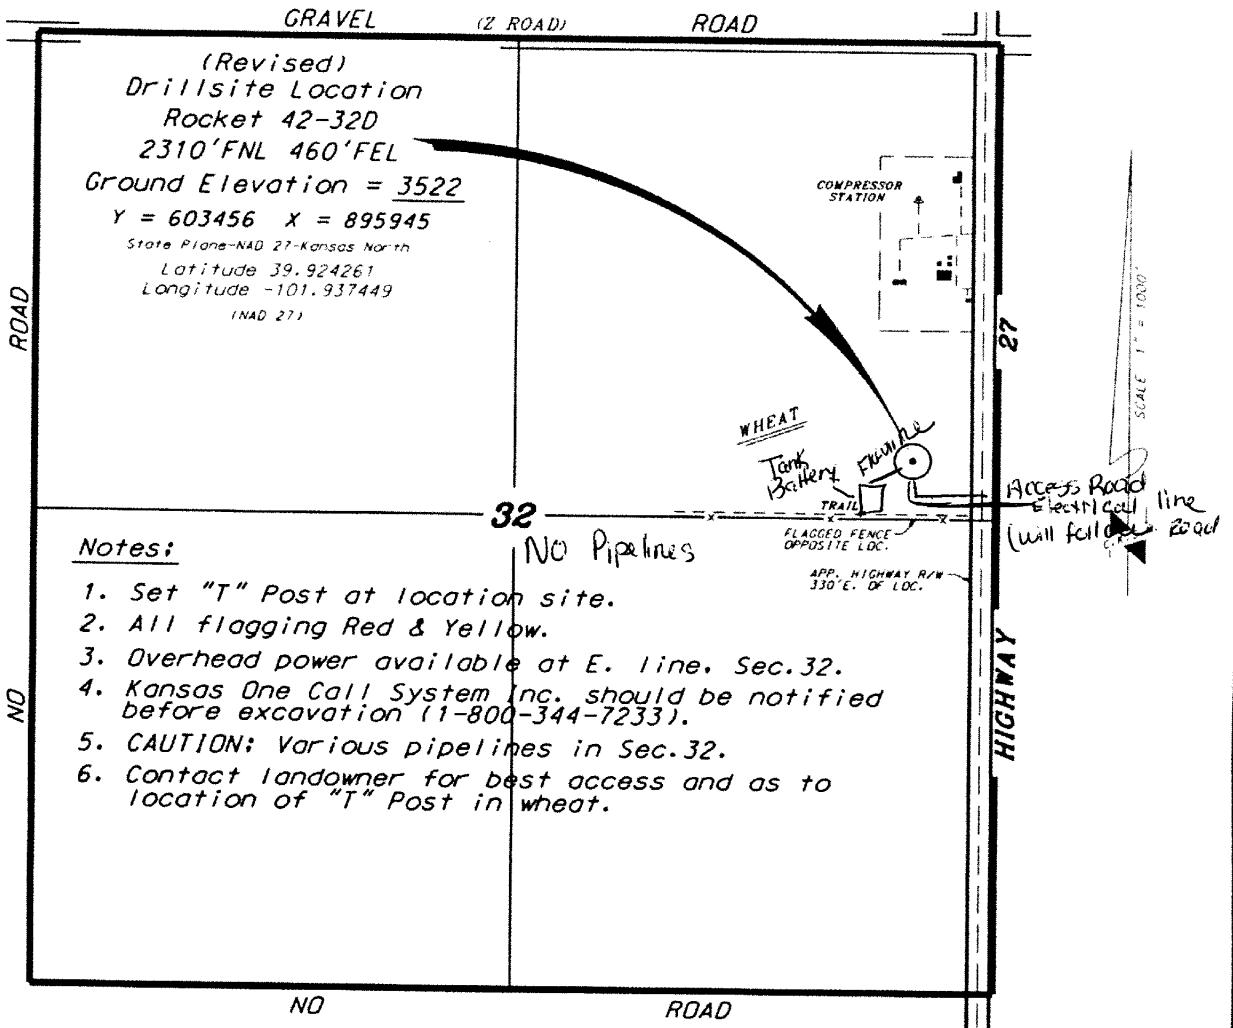 GRAVEL (Z ROAD) ROAD
(Revised)
Drillsite Location
Rocket 42-32D
2310'FNL 460'FEL
Ground Elevation = 3522
Y = 603456 X = 895945
State Plane-NAD 27-Kansas North
Latitude 39.924261
Longitude -101.937449
(NAD 27)
COMPRESSOR
STATION
ROAD
27
SCALE 1" = 1000'
WHEAT
Tank
Battery
Flowline
TRAIL
Access Road
Electrical line
(will follow Road
32
FLAGGED FENCE
OPPOSITE LOC.
NO Pipelines
APP. HIGHWAY R/W
330'E. OF LOC.
Notes:
1. Set "T" Post at location site.
2. All flagging Red & Yellow.
3. Overhead power available at E. line. Sec.32.
4. Kansas One Call System Inc. should be notified
before excavation (1-800-344-7233).
5. CAUTION: Various pipelines in Sec.32.
6. Contact landowner for best access and as to
location of "T" Post in wheat.
NO
HIGHWAY
NO ROAD